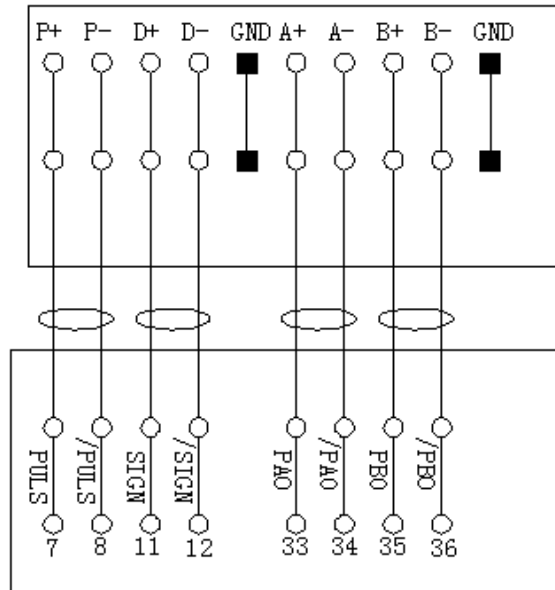 P+ P- D+ D- GND A+ A- B+ B- GND
PULS /PULS SIGN /SIGN PAO /PAO PBO /PBO
7 8 11 12 33 34 35 36